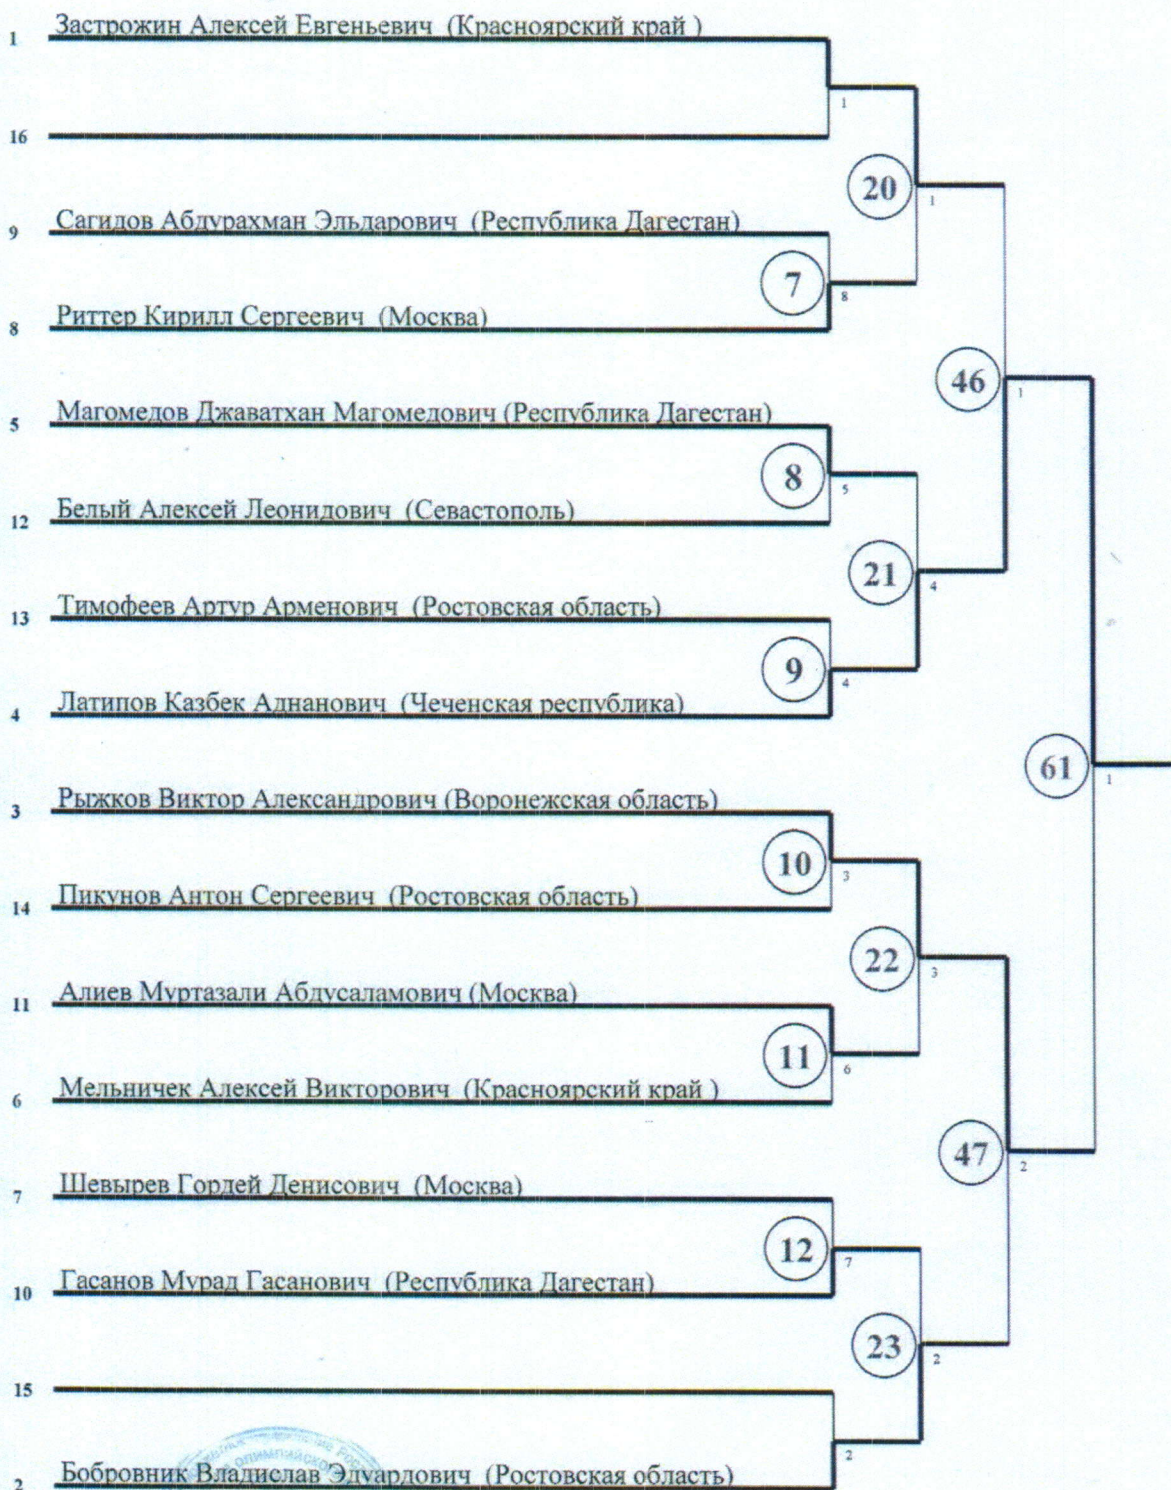 1 Застрожин Алексей Евгеньевич (Красноярский край )
1
16
20
1
9 Сагидов Абдурахман Эльдарович (Республика Дагестан)
7
8
8 Риттер Кирилл Сергеевич (Москва)
46
1
5 Магомедов Джаватхан Магомедович (Республика Дагестан)
8
5
12 Белый Алексей Леонидович (Севастополь)
21
4
13 Тимофеев Артур Арменович (Ростовская область)
9
4
4 Латипов Казбек Аднанович (Чеченская республика)
61
1
3 Рыжков Виктор Александрович (Воронежская область)
10
3
14 Пикунов Антон Сергеевич (Ростовская область)
22
3
11 Алиев Муртазали Абдусаламович (Москва)
11
6
6 Мельничек Алексей Викторович (Красноярский край )
47
2
7 Шевырев Гордей Денисович (Москва)
12
7
10 Гасанов Мурад Гасанович (Республика Дагестан)
23
2
15
2
2 Бобровник Владислав Эдуардович (Ростовская область)